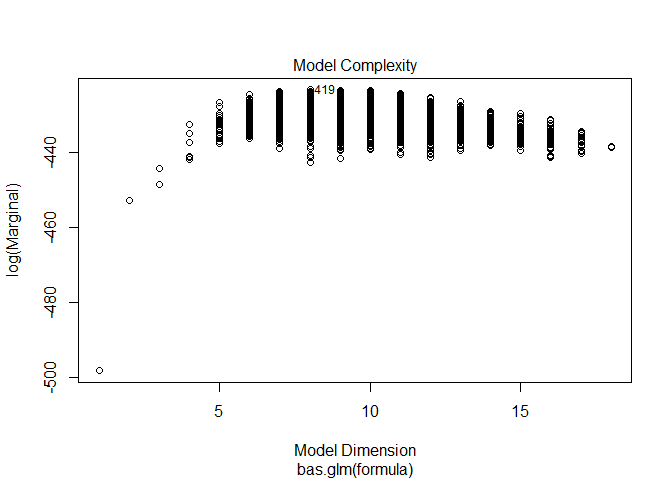 Model Complexity
419
log(Marginal)
-440
-460
-480
-500
5 10 15
Model Dimension
bas.glm(formula)